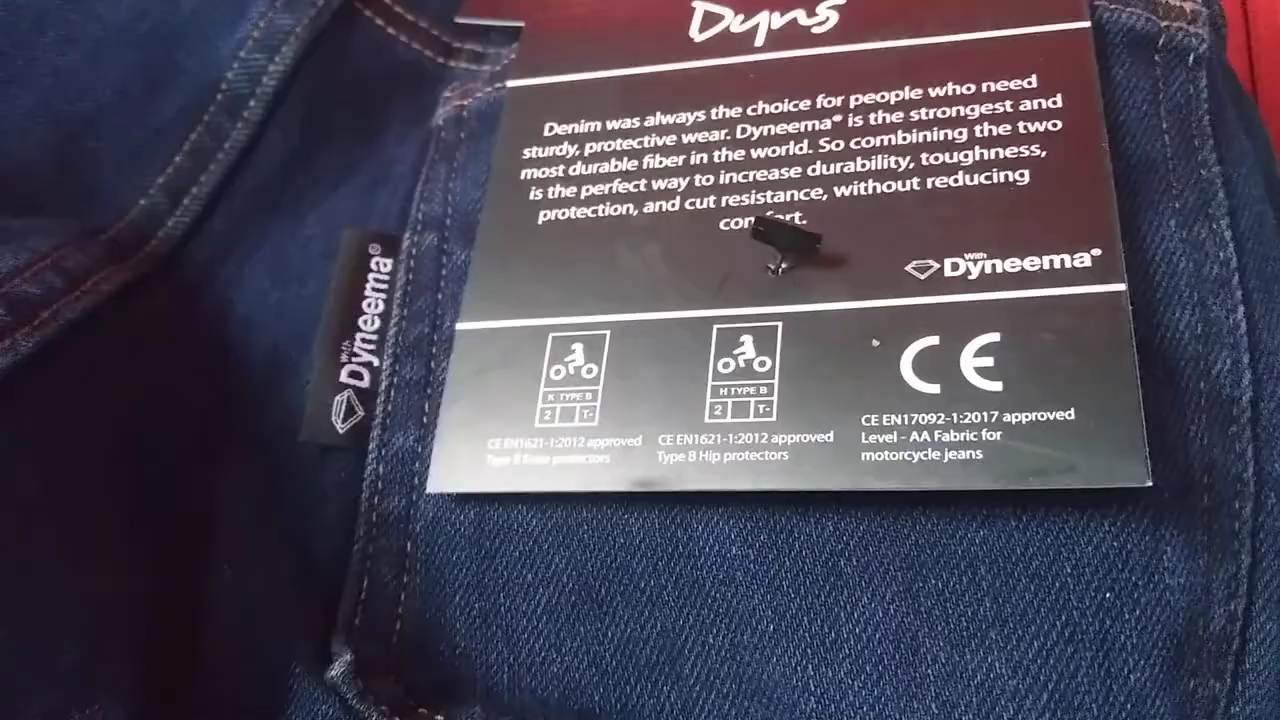 Dyns
Denim was always the choice for people who need
sturdy, protective wear. Dyneema® is the strongest and
most durable fiber in the world. So combining the two
is the perfect way to increase durability, toughness,
protection, and cut resistance, without reducing
comfort.
With
Dyneema®
With
Dyneema®
K TYPE B
2 T-
CE EN1621-1:2012 approved
Type B Knee protectors
H TYPE B
2 T-
CE EN1621-1:2012 approved
Type B Hip protectors
CE
CE EN17092-1:2017 approved
Level - AA Fabric for
motorcycle jeans